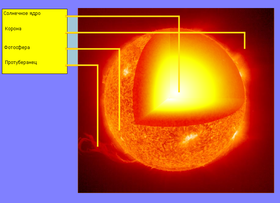 Солнечное ядро
Корона
Фотосфера
Протуберанец